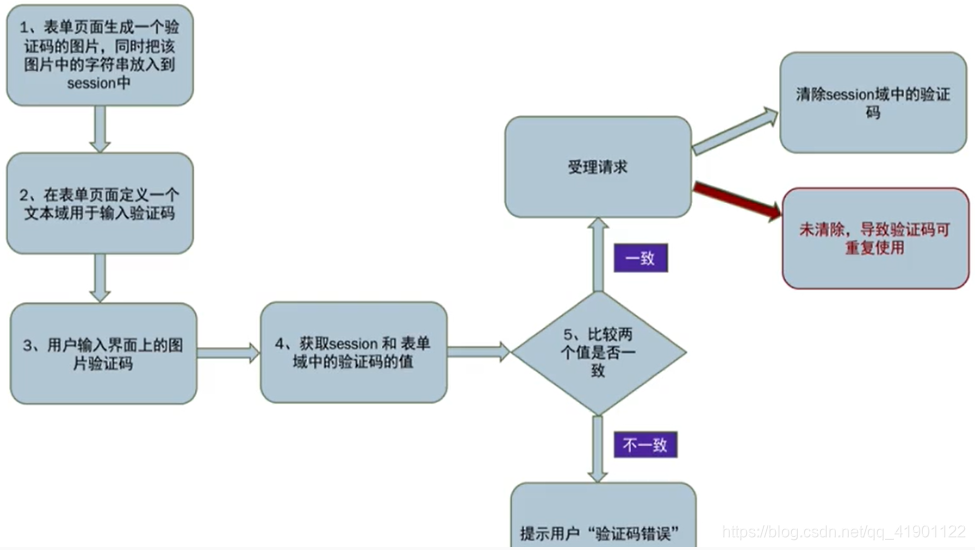 1、表单页面生成一个验
证码的图片，同时把该
图片中的字符串放入到
session中
2、在表单页面定义一个
文本域用于输入验证码
3、用户输入界面上的图
片验证码
4、获取session 和 表单
域中的验证码的值
5、比较两
个值是否一
致
一致
受理请求
清除session域中的验证
码
未清除，导致验证码可
重复使用
不一致
提示用户“验证码错误”
https://blog.csdn.net/qq_41901122